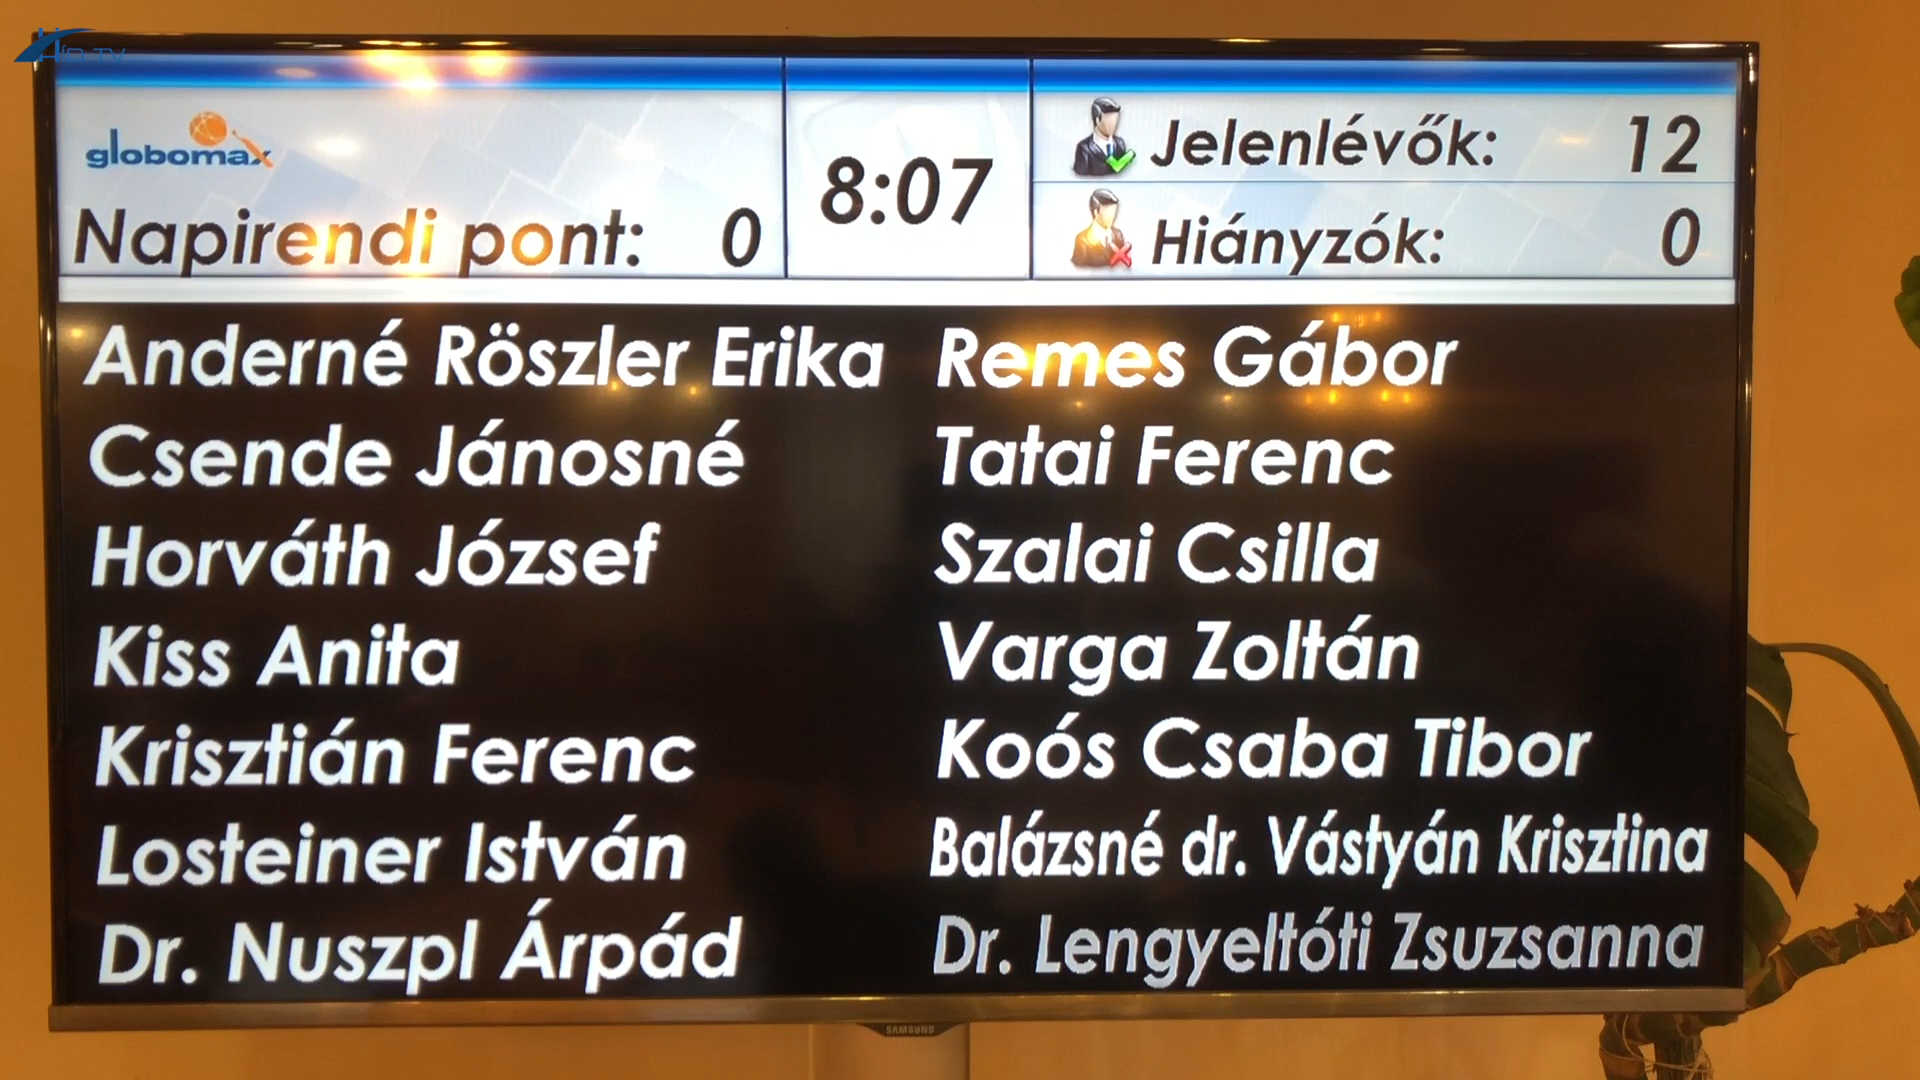 HíD TV
globomax
Napirendi pont: 0
8:07
Jelenlévők: 12
Hiányzók: 0
Anderné Röszler Erika
Csende Jánosné
Horváth József
Kiss Anita
Krisztián Ferenc
Losteiner István
Dr. Nuszpl Árpád
Remes Gábor
Tatai Ferenc
Szalai Csilla
Varga Zoltán
Koós Csaba Tibor
Balázsné dr. Vástyán Krisztina
Dr. Lengyeltóti Zsuzsanna
SAMSUNG